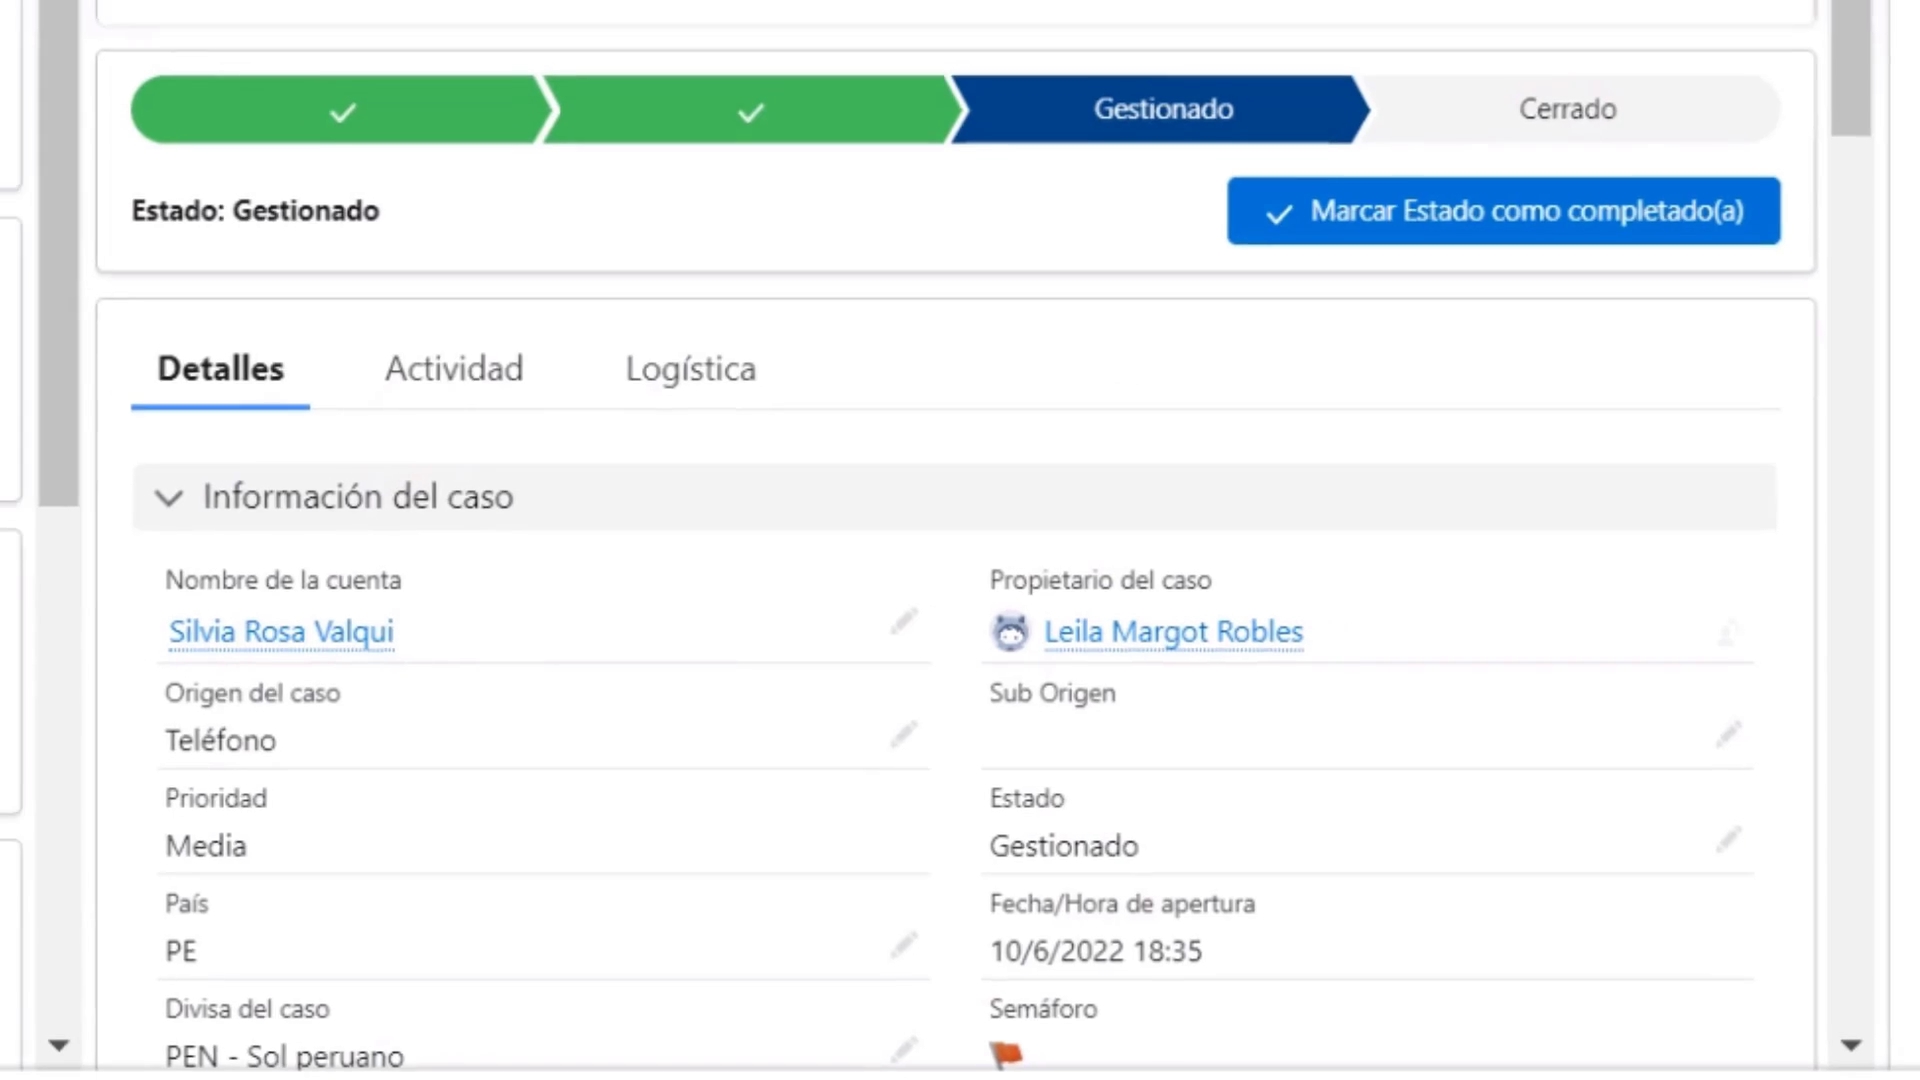 Gestionado
Cerrado
Estado: Gestionado
Marcar Estado como completado(a)
Detalles
Actividad
Logística
Información del caso
Nombre de la cuenta
Propietario del caso
Silvia Rosa Valqui
Leila Margot Robles
Origen del caso
Sub Origen
Teléfono
Prioridad
Estado
Media
Gestionado
País
Fecha/Hora de apertura
PE
10/6/2022 18:35
Divisa del caso
Semáforo
PEN - Sol peruano